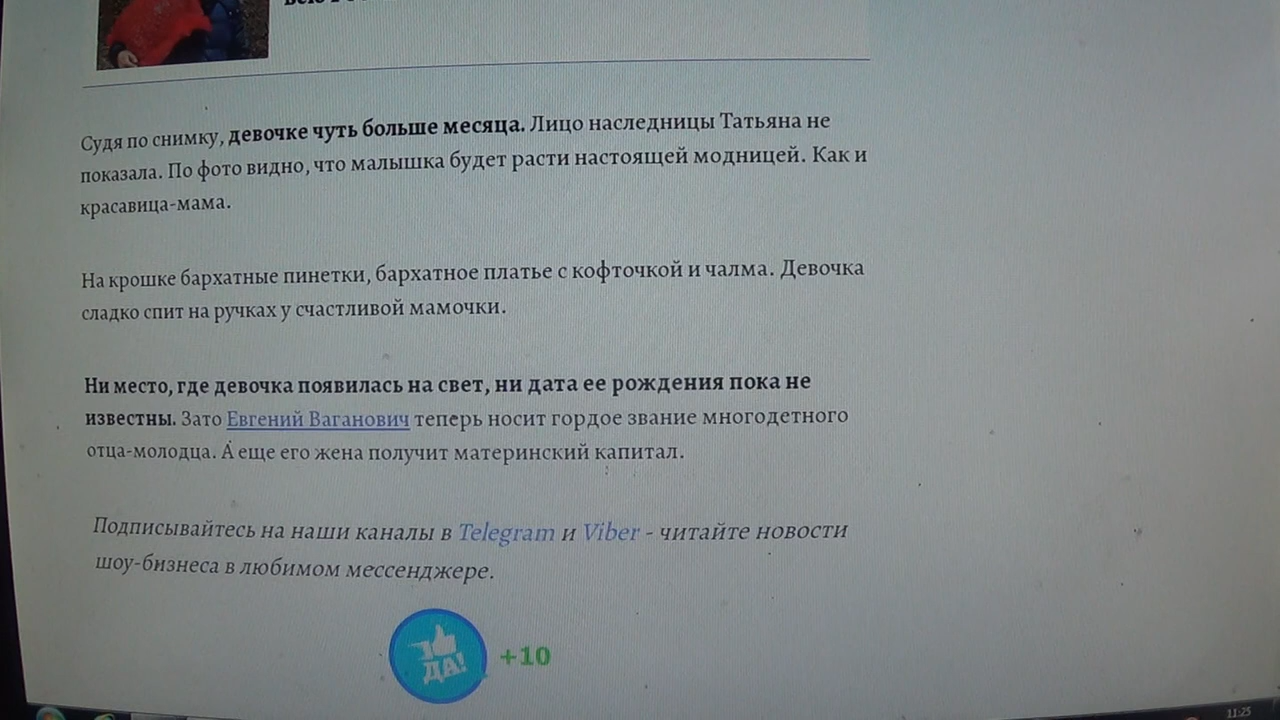 Судя по снимку, девочке чуть больше месяца. Лицо наследницы Татьяна не
показала. По фото видно, что малышка будет расти настоящей модницей. Как и
красавица-мама.
На крошке бархатные пинетки, бархатное платье с кофточкой и чалма. Девочка
сладко спит на ручках у счастливой мамочки.
Ни место, где девочка появилась на свет, ни дата ее рождения пока не
известны. Зато Евгений Ваганович теперь носит гордое звание многодетного
отца-молодца. А еще его жена получит материнский капитал.
Подписывайтесь на наши каналы в Telegram и Viber - читайте новости
шоу-бизнеса в любимом мессенджере.
ДА!
+10
11:25